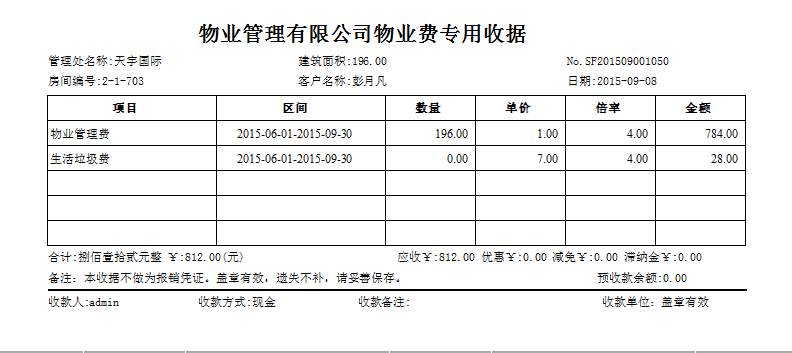 物业管理有限公司物业费专用收据
管理处名称:天宇国际 建筑面积:196.00 No.SF201509001050
房间编号:2-1-703 客户名称:彭月凡 日期:2015-09-08
项目 区间 数量 单价 倍率 金额
物业管理费 2015-06-01-2015-09-30 196.00 1.00 4.00 784.00
生活垃圾费 2015-06-01-2015-09-30 0.00 7.00 4.00 28.00
合计:捌佰壹拾贰元整 ￥:812.00(元) 应收￥:812.00 优惠￥:0.00 减免￥:0.00 滞纳金￥:0.00
备注: 本收据不做为报销凭证。盖章有效，遗失不补，请妥善保存。 预收款余额:0.00
收款人:admin 收款方式:现金 收款备注: 收款单位: 盖章有效